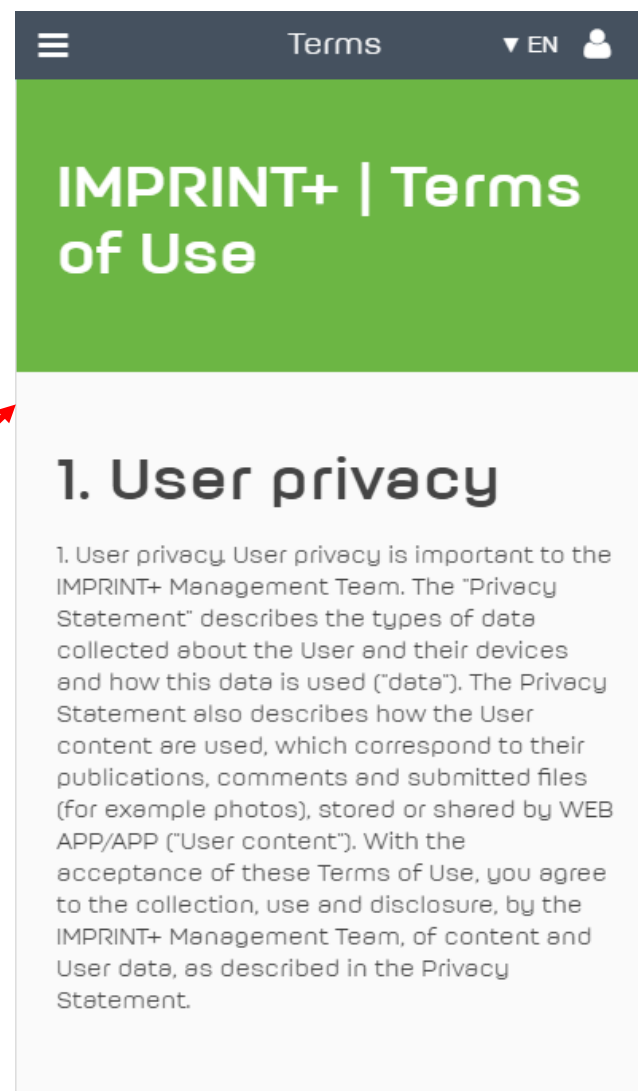 Terms ▼ EN
IMPRINT+ | Terms
of Use
1. User privacy
1. User privacy. User privacy is important to the
IMPRINT+ Management Team. The "Privacy
Statement" describes the types of data
collected about the User and their devices
and how this data is used ("data"). The Privacy
Statement also describes how the User
content are used, which correspond to their
publications, comments and submitted files
(for example photos), stored or shared by WEB
APP/APP ("User content"). With the
acceptance of these Terms of Use, you agree
to the collection, use and disclosure, by the
IMPRINT+ Management Team, of content and
User data, as described in the Privacy
Statement.